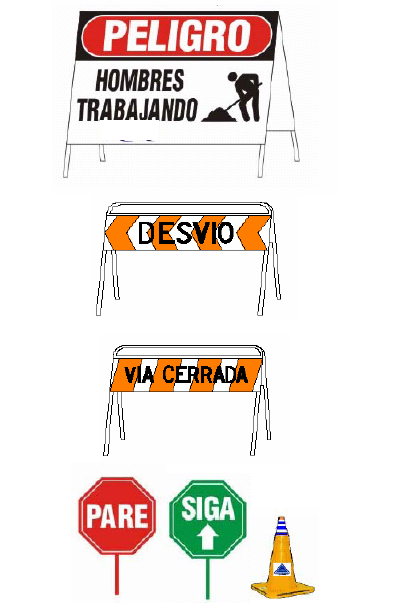 PELIGRO
HOMBRES
TRABAJANDO
DESVIO
VIA CERRADA
PARE
SIGA